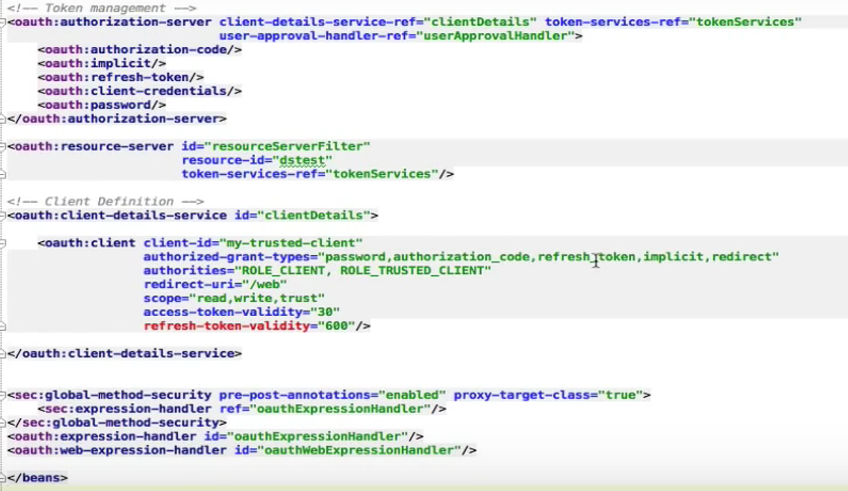 <!-- Token management -->
<oauth:authorization-server client-details-service-ref="clientDetails" token-services-ref="tokenServices"
user-approval-handler-ref="userApprovalHandler">
<oauth:authorization-code/>
<oauth:implicit/>
<oauth:refresh-token/>
<oauth:client-credentials/>
<oauth:password/>
</oauth:authorization-server>
<oauth:resource-server id="resourceServerFilter"
resource-id="dstest"
token-services-ref="tokenServices"/>
<!-- Client Definition -->
<oauth:client-details-service id="clientDetails">
<oauth:client client-id="my-trusted-client"
authorized-grant-types="password,authorization_code,refresh_token,implicit,redirect"
authorities="ROLE_CLIENT, ROLE_TRUSTED_CLIENT"
redirect-uri="/web"
scope="read,write,trust"
access-token-validity="30"
refresh-token-validity="600"/>
</oauth:client-details-service>
<sec:global-method-security pre-post-annotations="enabled" proxy-target-class="true">
<sec:expression-handler ref="oauthExpressionHandler"/>
</sec:global-method-security>
<oauth:expression-handler id="oauthExpressionHandler"/>
<oauth:web-expression-handler id="oauthWebExpressionHandler"/>
</beans>